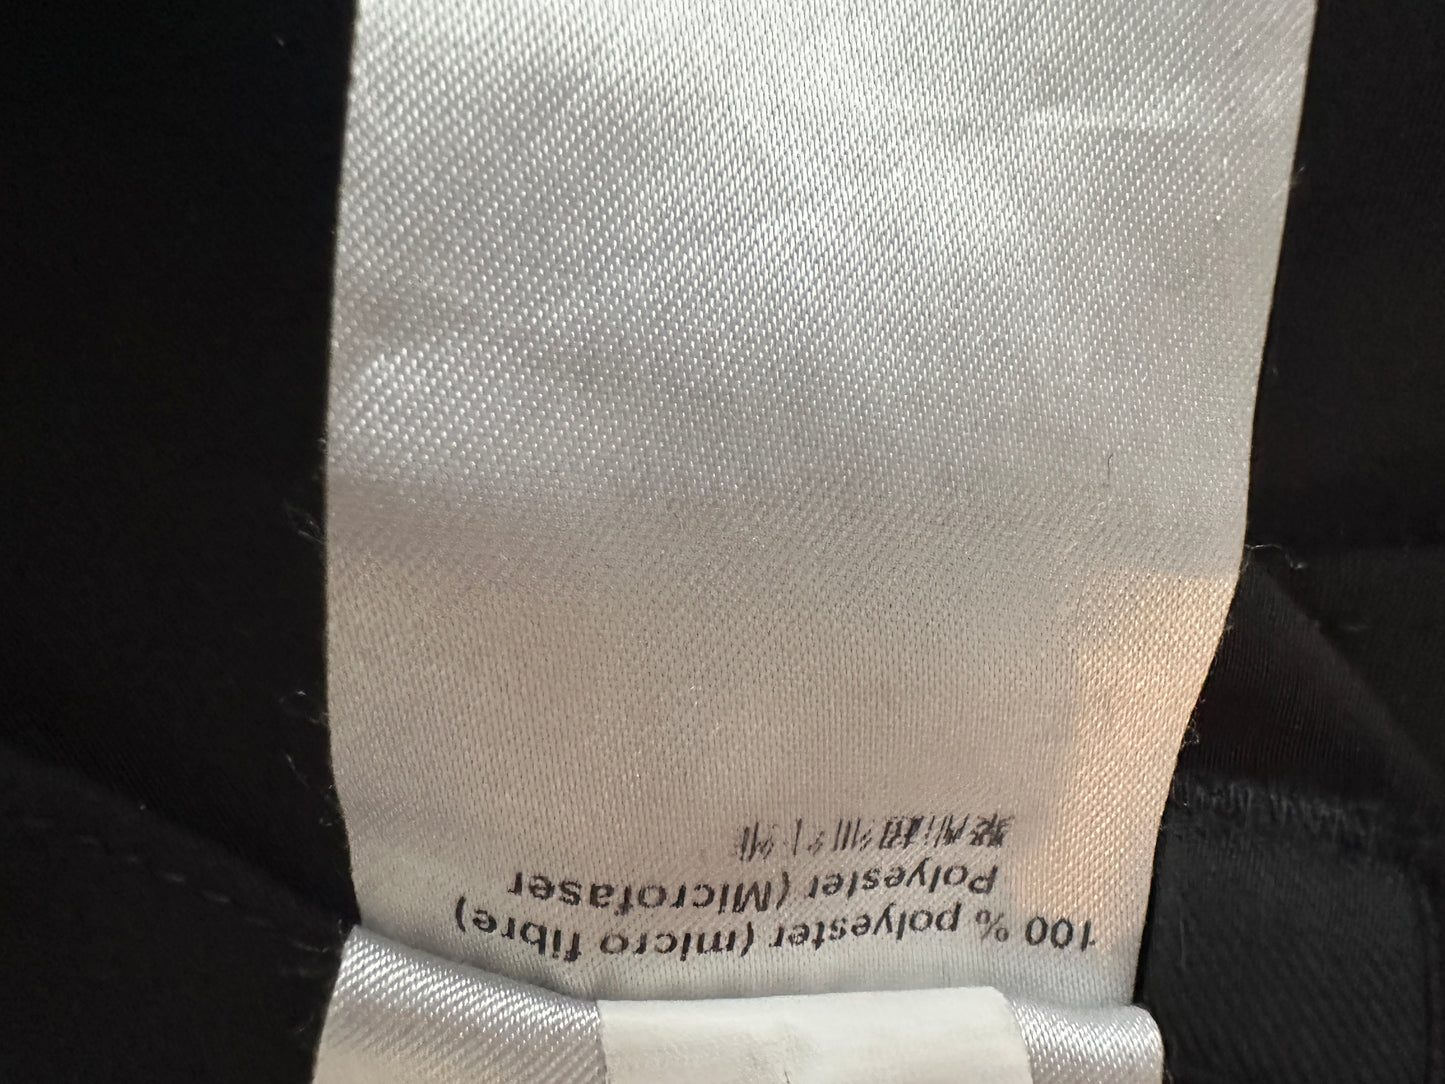 100 % polyester (micro fibre)
Polyester (Microfaser